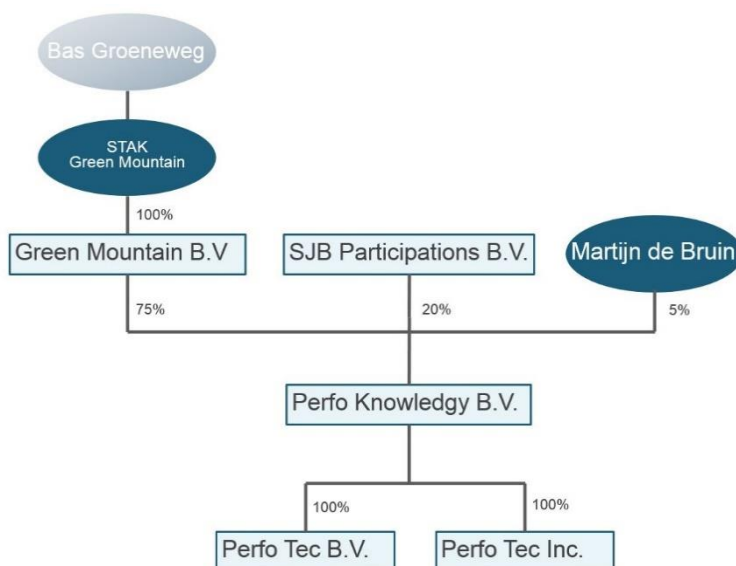 Bas Groeneweg
STAK
Green Mountain
100%
Green Mountain B.V
SJB Participations B.V.
Martijn de Bruin
75%
20%
5%
Perfo Knowledgy B.V.
100%
100%
Perfo Tec B.V.
Perfo Tec Inc.